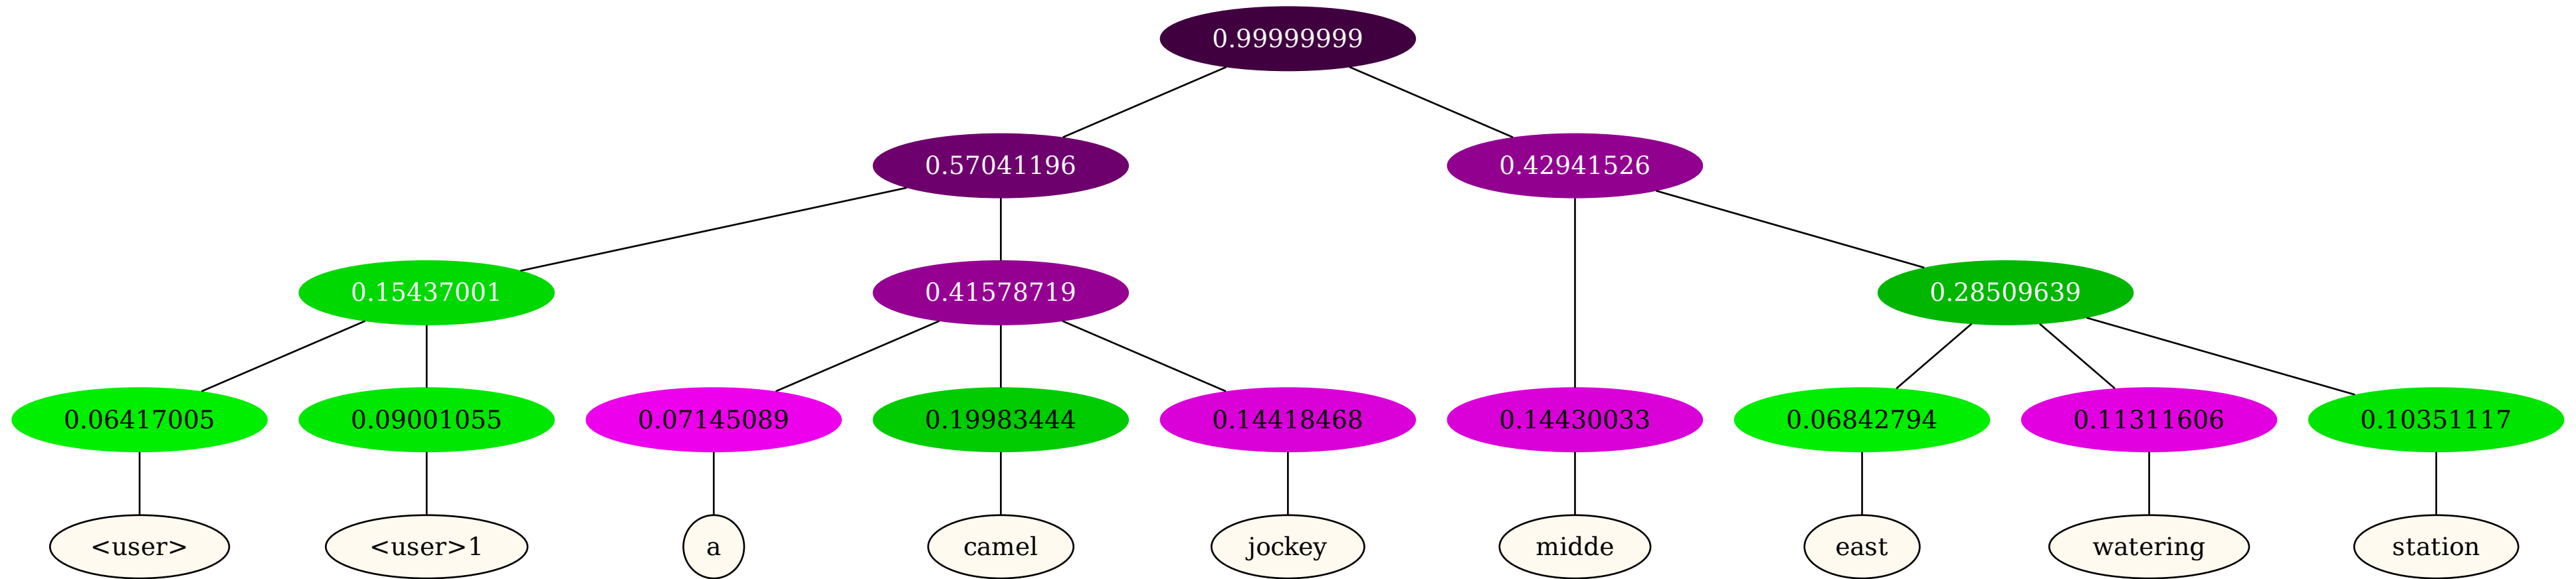 0.99999999
0.57041196 0.42941526
0.15437001 0.41578719 0.28509639
0.06417005 0.09001055 0.07145089 0.19983444 0.14418468 0.14430033 0.06842794 0.11311606 0.10351117
<user> <user>1 a camel jockey midde east watering station